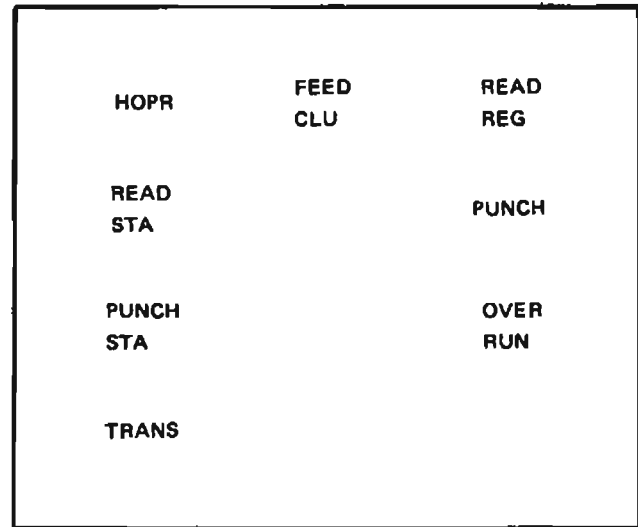 HOPR
FEED
CLU
READ
REG
READ
STA
PUNCH
PUNCH
STA
OVER
RUN
TRANS